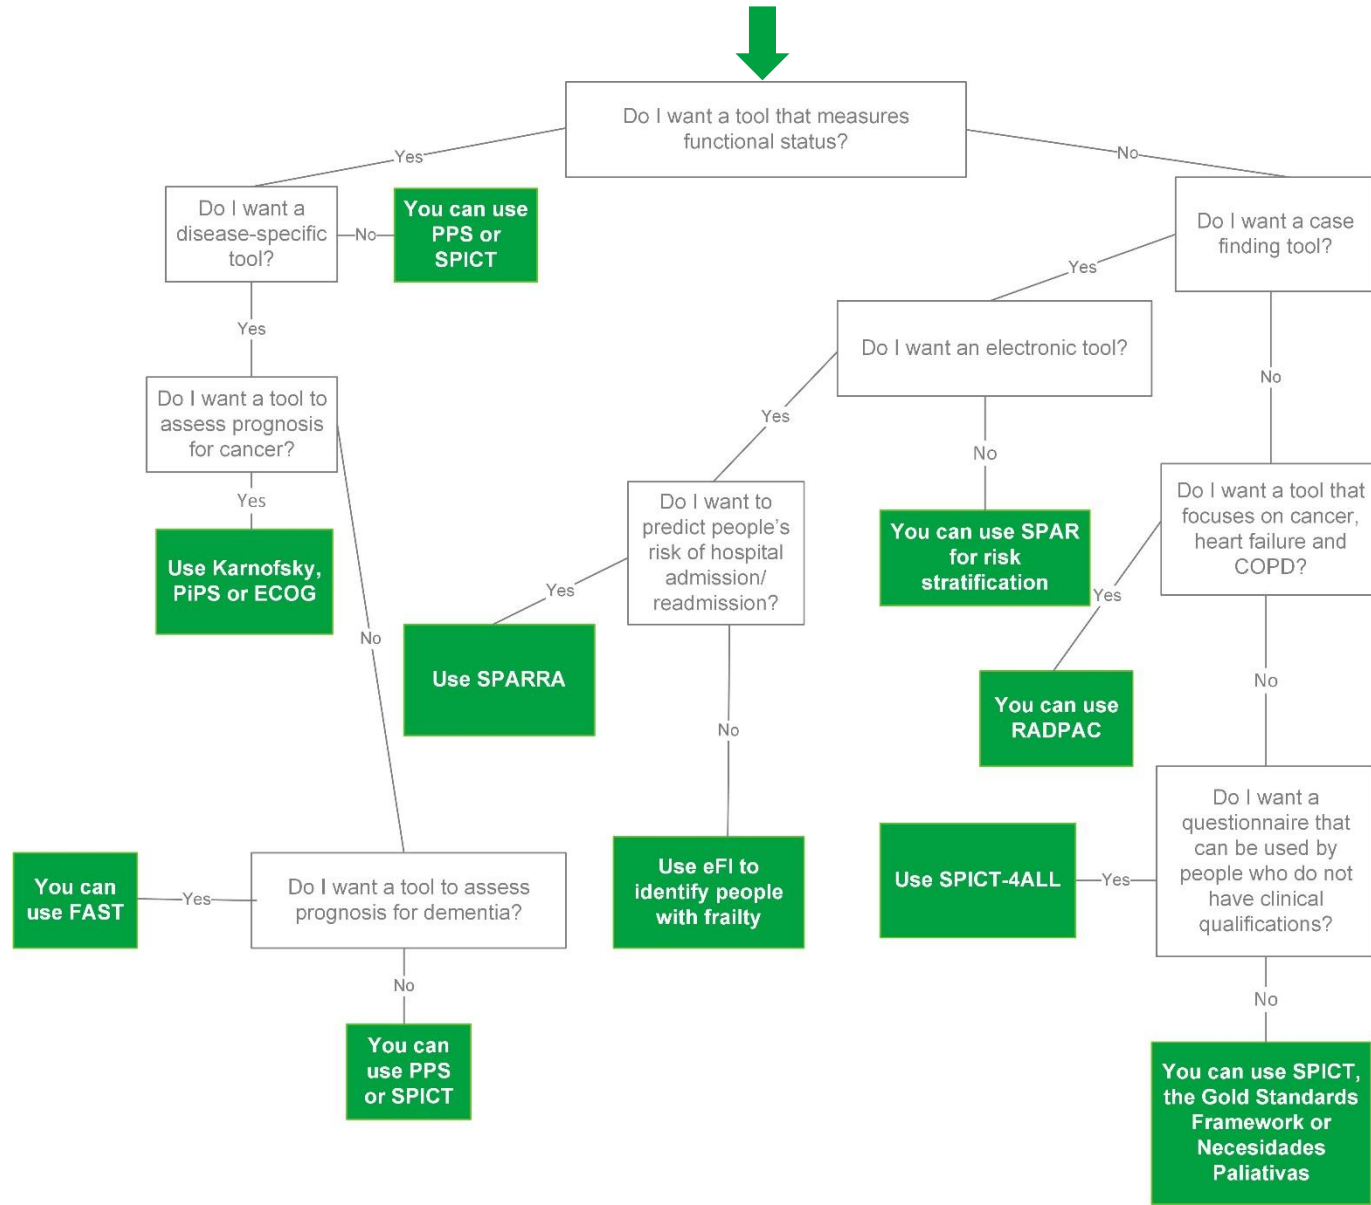 Do I want a tool that measures
functional status?
Yes
No
Do I want a
disease-specific
tool?
No
You can use
PPS or
SPICT
Do I want a case
finding tool?
Yes
Yes
Do I want an electronic tool?
No
Do I want a tool to
assess prognosis
for cancer?
Yes
Yes
No
Use Karnofsky,
PiPS or ECOG
No
Do I want to
predict people’s
risk of hospital
admission/
readmission?
You can use SPAR
for risk
stratification
Do I want a tool that
focuses on cancer,
heart failure and
COPD?
Yes
Yes
Use SPARRA
No
You can use
RADPAC
No
Use eFI to
identify people
with frailty
Use SPICT-4ALL
Yes
Do I want a
questionnaire that
can be used by
people who do not
have clinical
qualifications?
You can
use FAST
Yes
Do I want a tool to assess
prognosis for dementia?
No
You can
use PPS
or SPICT
No
You can use SPICT,
the Gold Standards
Framework or
Necesidades
Paliativas